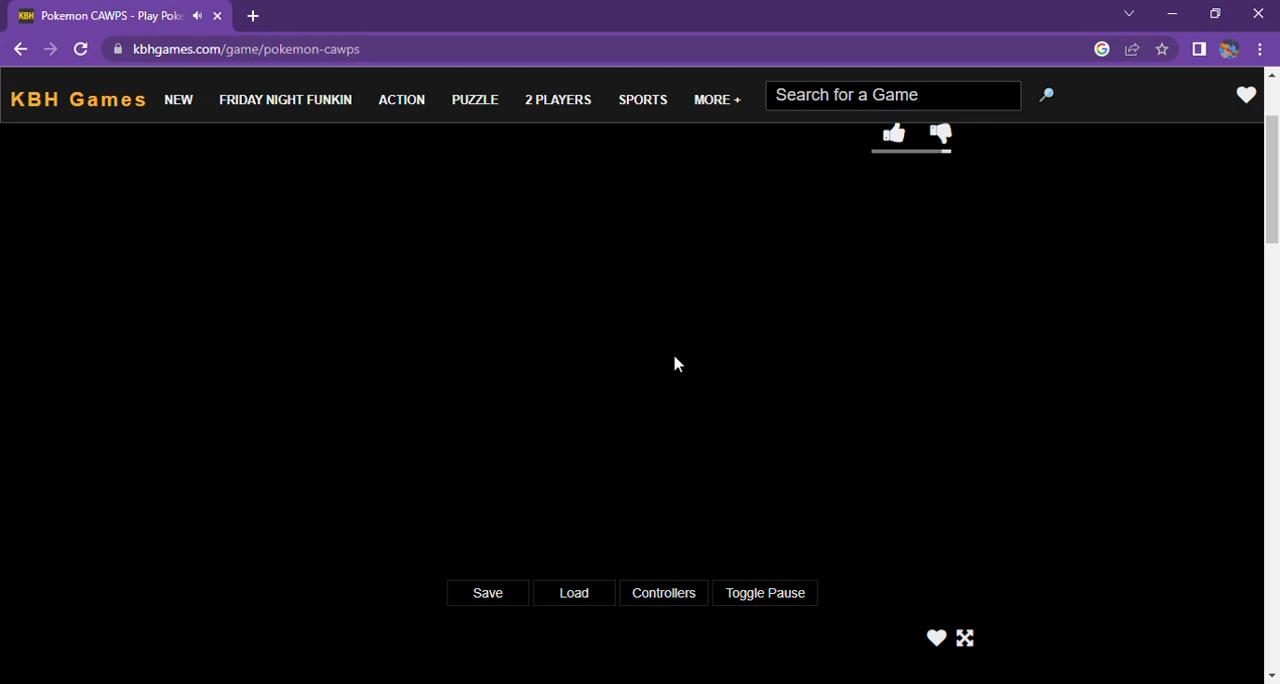 KBH Pokemon CAWPS - Play Poke
kbhgames.com/game/pokemon-cawps
KBH Games NEW FRIDAY NIGHT FUNKIN ACTION PUZZLE 2 PLAYERS SPORTS MORE + Search for a Game
Save Load Controllers Toggle Pause